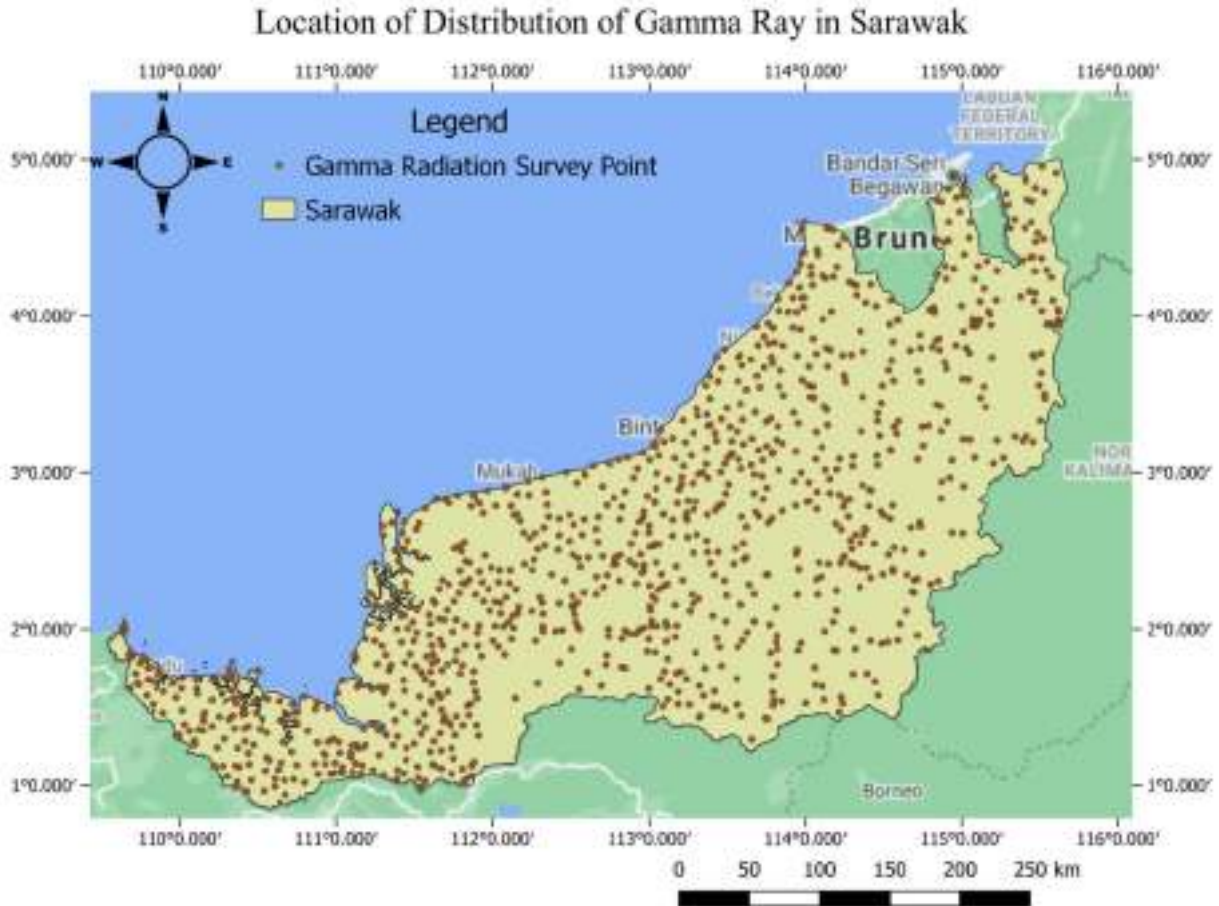 Location of Distribution of Gamma Ray in Sarawak
110°0.000' 111°0.000' 112°0.000' 113°0.000' 114°0.000' 115°0.000' 116°0.000'
N
W E
S
Legend
Gamma Radiation Survey Point
Sarawak
LABUAN
FEDERAL
TERRITORY
5°0.000' 5°0.000'
Bandar Seri
Begawan
M
Brun
4°0.000' 4°0.000'
Bint
Mukah
3°0.000' 3°0.000'
NOR
KALIMA
2°0.000' 2°0.000'
du
1°0.000' 1°0.000'
Borneo
110°0.000' 111°0.000' 112°0.000' 113°0.000' 114°0.000' 115°0.000' 116°0.000'
0 50 100 150 200 250 km